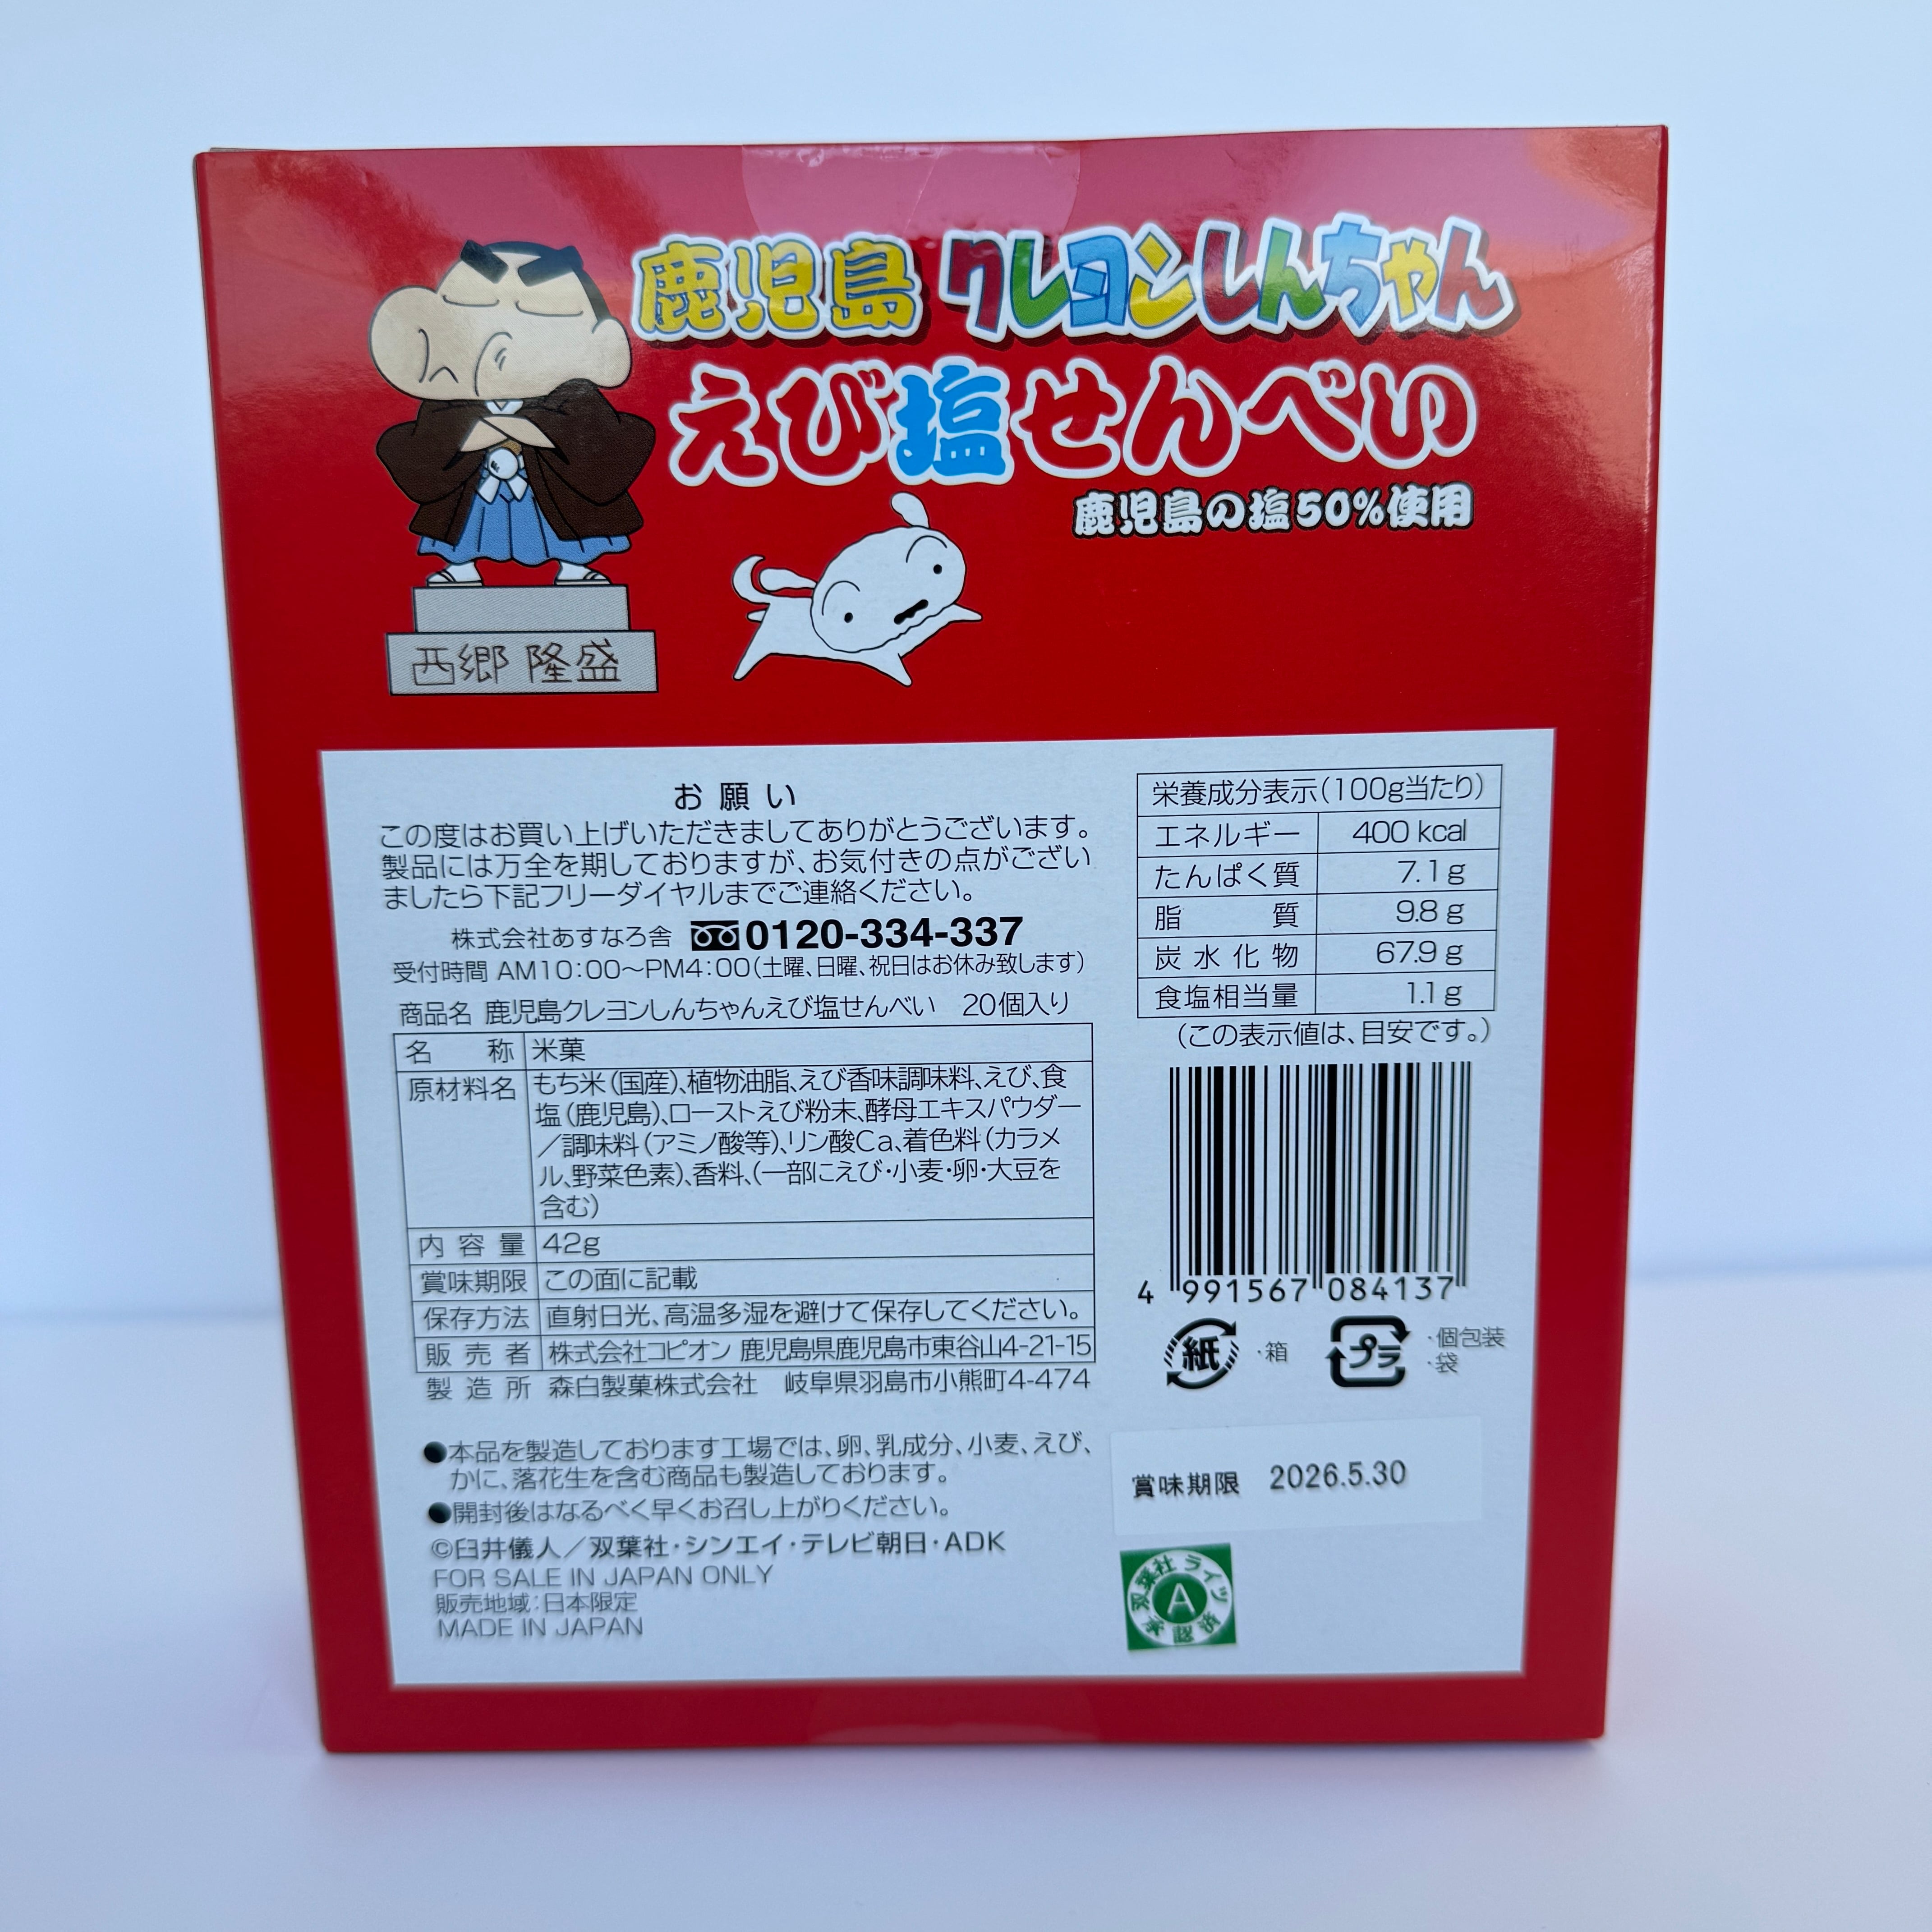 鹿児島 クレヨンしんちゃん
えび塩せんべい
鹿児島の塩50%使用
西郷 隆盛
お願い
この度はお買い上げいただきましてありがとうございます。
製品には万全を期しておりますが、お気付きの点がござい
ましたら下記フリーダイヤルまでご連絡ください。
株式会社あすなろ舎 0120-334-337
受付時間 AM10:00〜PM4:00(土曜、日曜、祝日はお休み致します)
商品名 鹿児島クレヨンしんちゃんえび塩せんべい 20個入り
名称 米菓
原材料名 もち米(国産)、植物油脂、えび香味調味料、えび、食
塩(鹿児島)、ローストえび粉末、酵母エキスパウダー
/調味料(アミノ酸等)、リン酸Ca、着色料(カラメ
ル、野菜色素)、香料、(一部にえび・小麦・卵・大豆を
含む)
内容量 42g
賞味期限 この面に記載
保存方法 直射日光、高温多湿を避けて保存してください。
販売者 株式会社コピオン 鹿児島県鹿児島市東谷山4-21-15
製造所 森白製菓株式会社 岐阜県羽島市小熊町4-474
●本品を製造しております工場では、卵、乳成分、小麦、えび、
かに、落花生を含む商品も製造しております。
●開封後はなるべく早くお召し上がりください。
©臼井儀人/双葉社・シンエイ・テレビ朝日・ADK
FOR SALE IN JAPAN ONLY
販売地域:日本限定
MADE IN JAPAN
栄養成分表示(100g当たり)
エネルギー 400 kcal
たんぱく質 7.1g
脂質 9.8g
炭水化物 67.9g
食塩相当量 1.1g
(この表示値は、目安です。)
4 991567 084137
紙 ・箱
プラ ・個包装
・袋
賞味期限 2026.5.30
双葉社ライツ
A
承認済